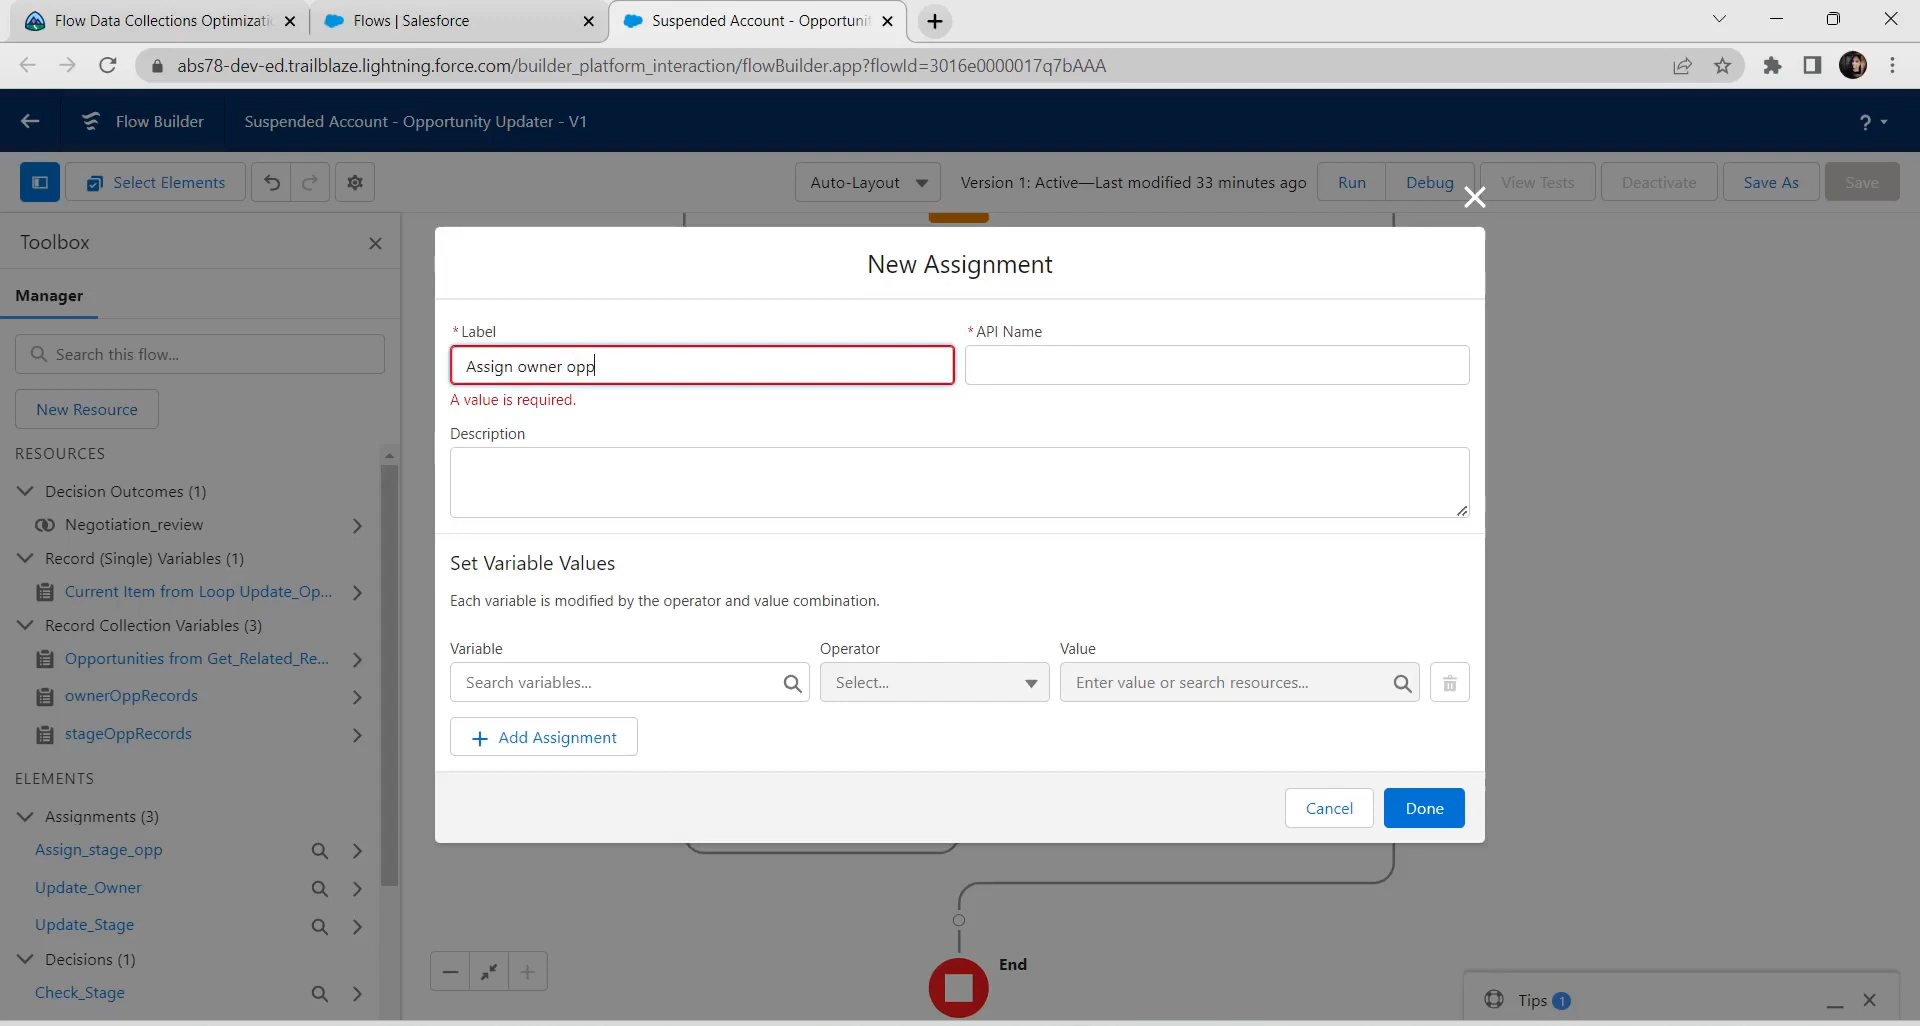 Flow Data Collections Optimizati
Flows | Salesforce
Suspended Account - Opportunit
abs78-dev-ed.trailblaze.lightning.force.com/builder_platform_interaction/flowBuilder.app?flowId=3016e0000017q7bAAA
Flow Builder
Suspended Account - Opportunity Updater - V1
?
Select Elements
Auto-Layout
Version 1: Active—Last modified 33 minutes ago
Run
Debug
View Tests
Deactivate
Save As
Save
Toolbox
Manager
Search this flow...
New Resource
RESOURCES
Decision Outcomes (1)
Negotiation_review
Record (Single) Variables (1)
Current Item from Loop Update_Op...
Record Collection Variables (3)
Opportunities from Get_Related_Re...
ownerOppRecords
stageOppRecords
ELEMENTS
Assignments (3)
Assign_stage_opp
Update_Owner
Update_Stage
Decisions (1)
Check_Stage
New Assignment
* Label
* API Name
Assign owner opp
A value is required.
Description
Set Variable Values
Each variable is modified by the operator and value combination.
Variable
Operator
Value
Search variables...
Select...
Enter value or search resources...
+ Add Assignment
Cancel
Done
End
Tips 1